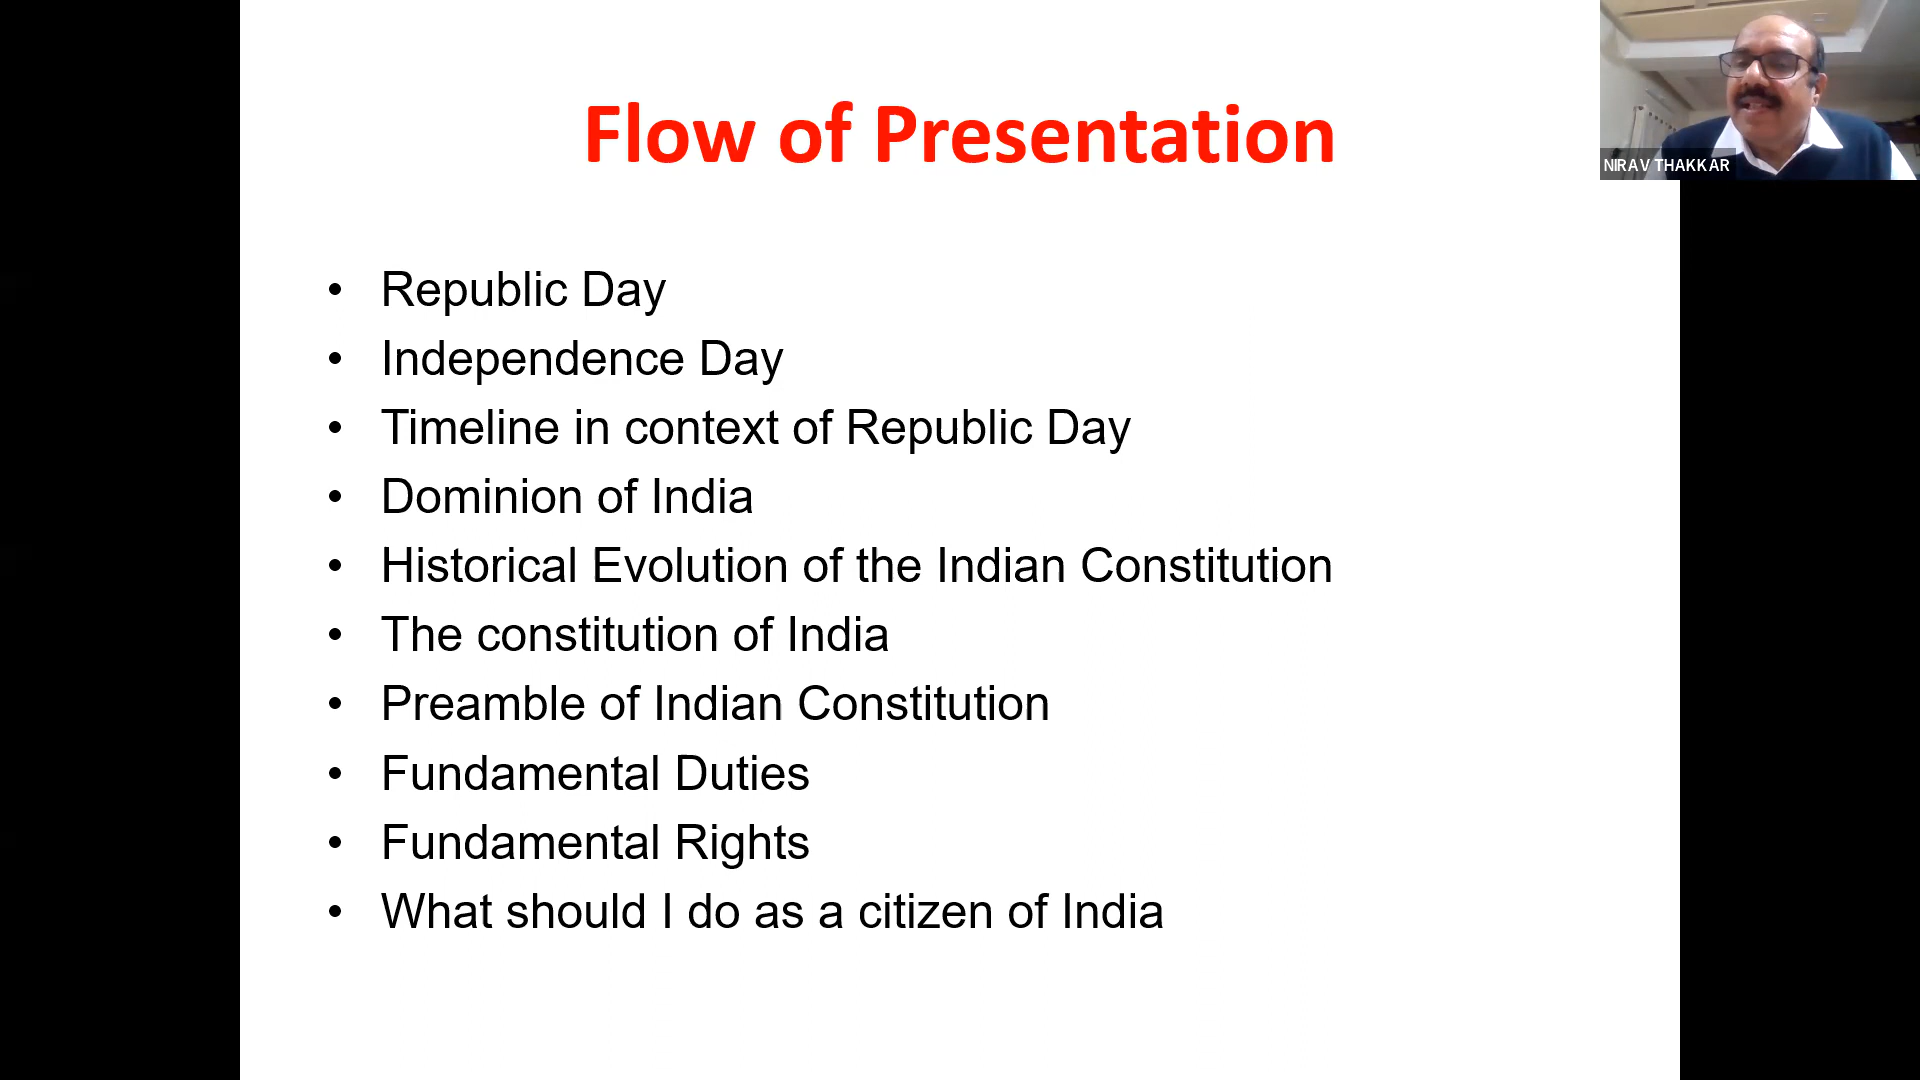 Flow of Presentation
NIRAV THAKKAR
• Republic Day
• Independence Day
• Timeline in context of Republic Day
• Dominion of India
• Historical Evolution of the Indian Constitution
• The constitution of India
• Preamble of Indian Constitution
• Fundamental Duties
• Fundamental Rights
• What should I do as a citizen of India